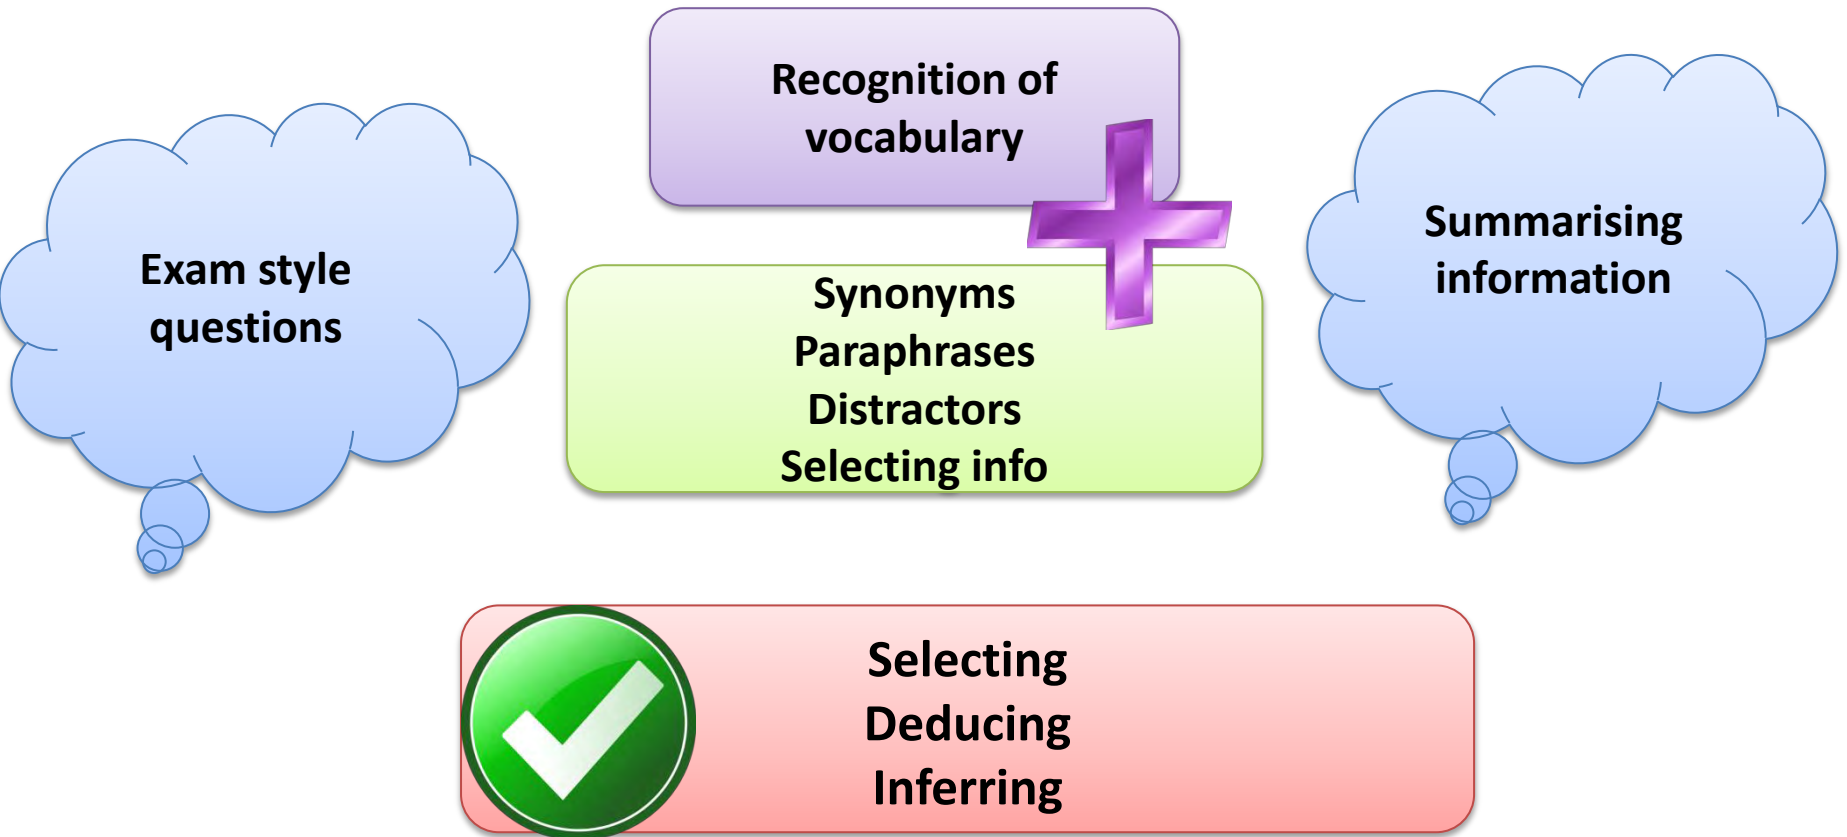 Recognition of
vocabulary
Exam style
questions
Summarising
information
Synonyms
Paraphrases
Distractors
Selecting info
Selecting
Deducing
Inferring